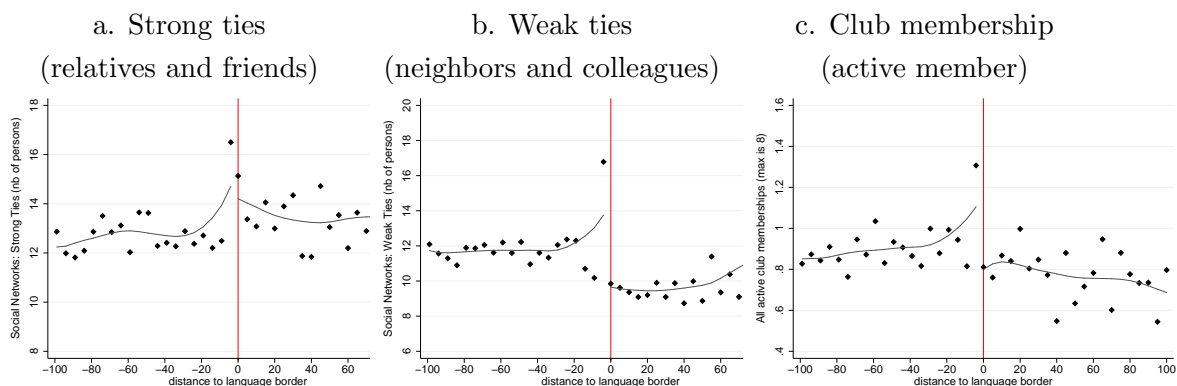 a. Strong ties
(relatives and friends)
b. Weak ties
(neighbors and colleagues)
c. Club membership
(active member)
Social Networks: Strong Ties (nb of persons)
18
16
14
12
10
8
−100 −80 −60 −40 −20 0 20 40 60
distance to language border
Social Networks: Weak Ties (nb of persons)
20
18
16
14
12
10
8
6
−100 −80 −60 −40 −20 0 20 40 60
distance to language border
All active club memberships (max is 8)
1.6
1.4
1.2
1
.8
.6
.4
−100 −80 −60 −40 −20 0 20 40 60 80 100
distance to language border